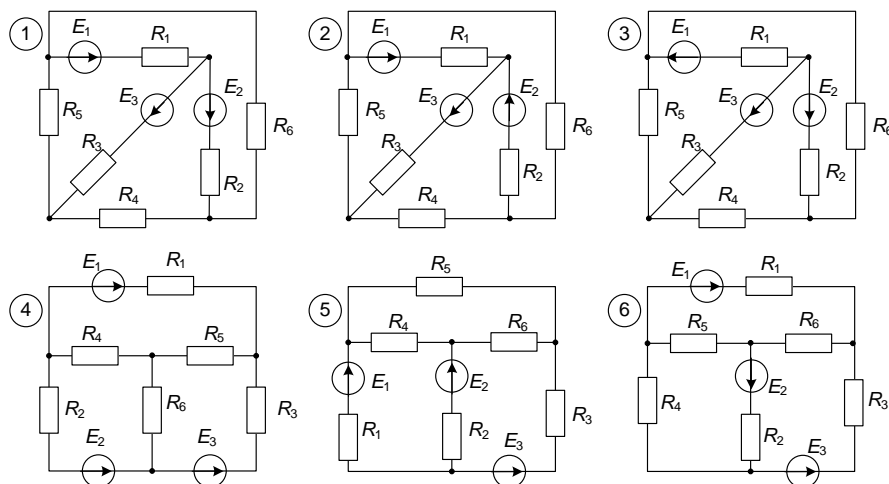 1 E1 R1 E3 E2 R5 R3 R6 R2 R4
2 E1 R1 E3 E2 R5 R3 R6 R2 R4
3 E1 R1 E3 E2 R5 R3 R6 R2 R4
4 E1 R1 R4 R5 R2 R6 R3 E2 E3
5 R5 R4 R6 E1 E2 R3 R1 R2 E3
6 E1 R1 R5 R6 E2 R4 R3 R2 E3